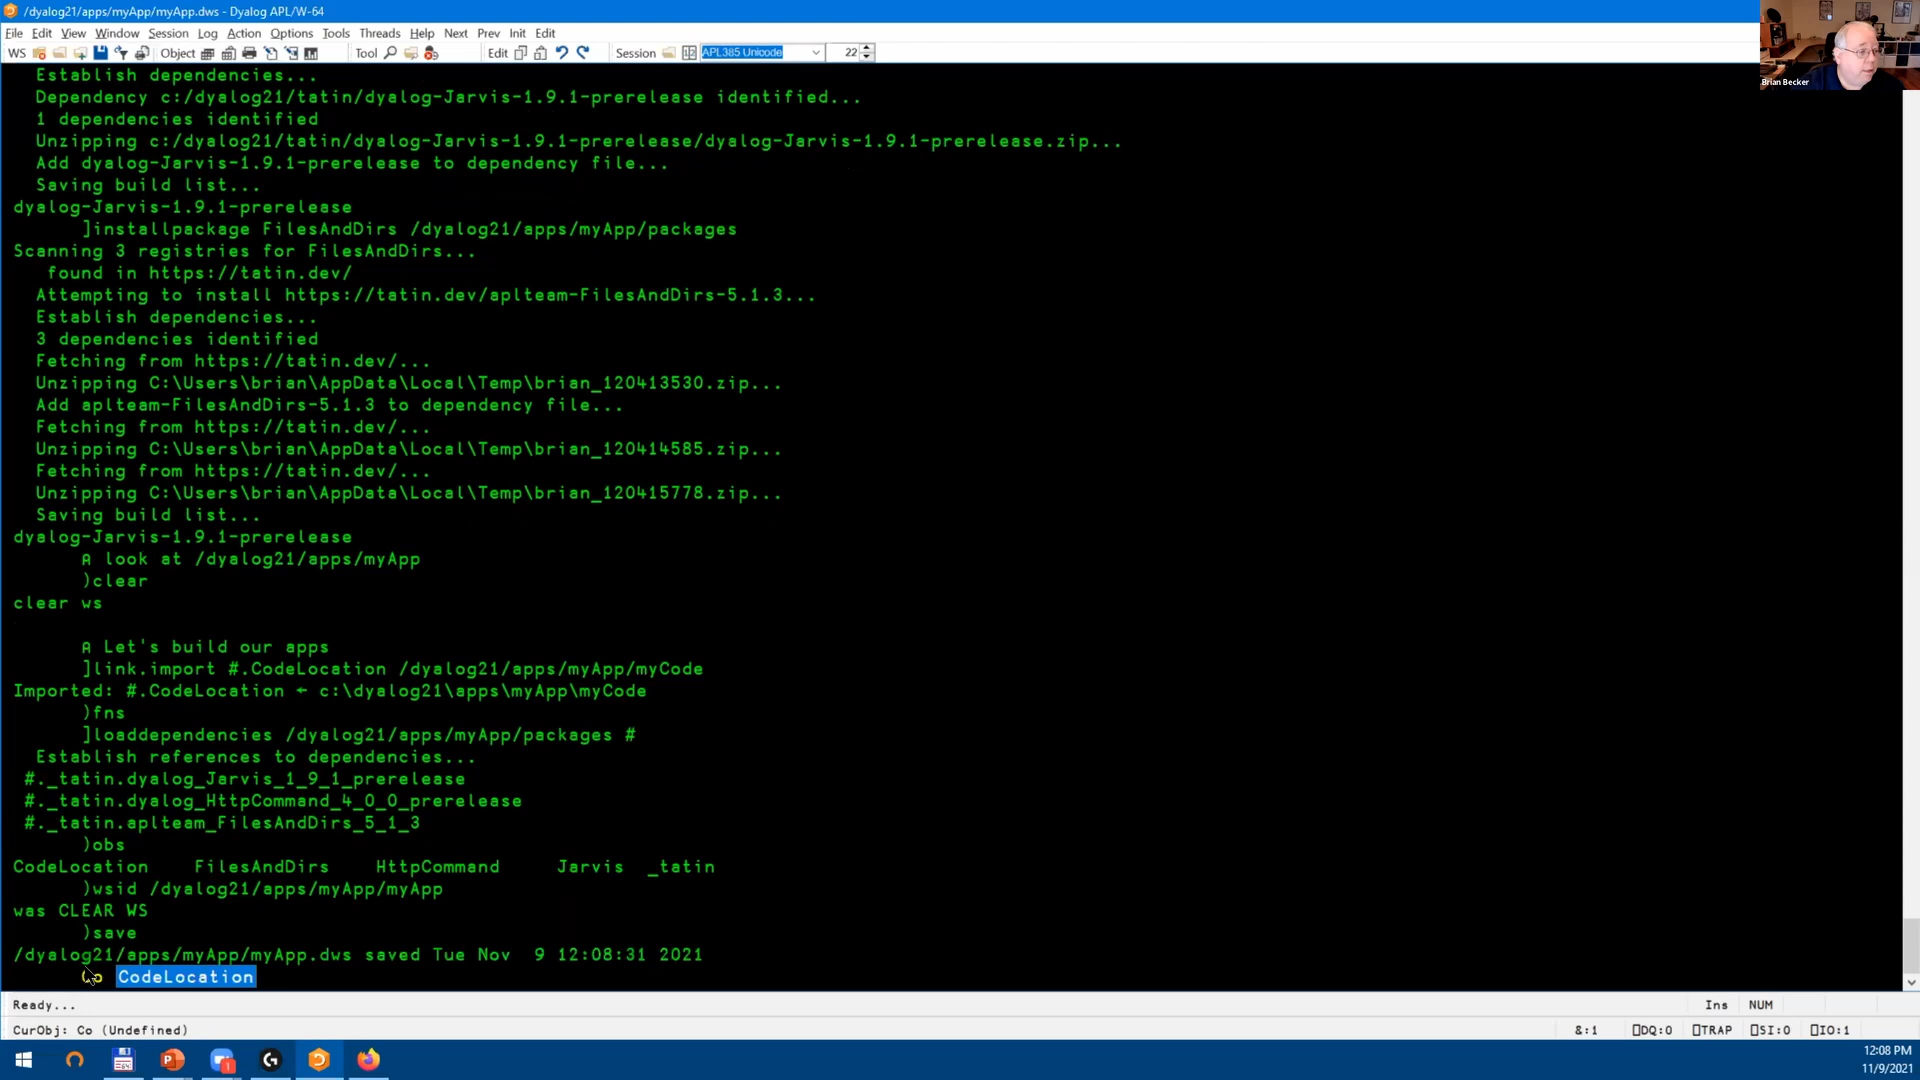 /dyalog21/apps/myApp/myApp.dws - Dyalog APL/W-64
File Edit View Window Session Log Action Options Tools Threads Help Next Prev Init Edit
WS Object Tool Edit Session APL385 Unicode 22
Brian Becker
Establish dependencies...
Dependency c:/dyalog21/tatin/dyalog-Jarvis-1.9.1-prerelease identified...
1 dependencies identified
Unzipping c:/dyalog21/tatin/dyalog-Jarvis-1.9.1-prerelease/dyalog-Jarvis-1.9.1-prerelease.zip...
Add dyalog-Jarvis-1.9.1-prerelease to dependency file...
Saving build list...
dyalog-Jarvis-1.9.1-prerelease
]installpackage FilesAndDirs /dyalog21/apps/myApp/packages
Scanning 3 registries for FilesAndDirs...
found in https://tatin.dev/
Attempting to install https://tatin.dev/aplteam-FilesAndDirs-5.1.3...
Establish dependencies...
3 dependencies identified
Fetching from https://tatin.dev/...
Unzipping C:\Users\brian\AppData\Local\Temp\brian_120413530.zip...
Add aplteam-FilesAndDirs-5.1.3 to dependency file...
Fetching from https://tatin.dev/...
Unzipping C:\Users\brian\AppData\Local\Temp\brian_120414585.zip...
Fetching from https://tatin.dev/...
Unzipping C:\Users\brian\AppData\Local\Temp\brian_120415778.zip...
Saving build list...
dyalog-Jarvis-1.9.1-prerelease
⍝ look at /dyalog21/apps/myApp
)clear
clear ws
⍝ Let's build our apps
]link.import #.CodeLocation /dyalog21/apps/myApp/myCode
Imported: #.CodeLocation ← c:\dyalog21\apps\myApp\myCode
)fns
]loaddependencies /dyalog21/apps/myApp/packages #
Establish references to dependencies...
#._tatin.dyalog_Jarvis_1_9_1_prerelease
#._tatin.dyalog_HttpCommand_4_0_0_prerelease
#._tatin.aplteam_FilesAndDirs_5_1_3
)obs
CodeLocation FilesAndDirs HttpCommand Jarvis _tatin
)wsid /dyalog21/apps/myApp/myApp
was CLEAR WS
)save
/dyalog21/apps/myApp/myApp.dws saved Tue Nov 9 12:08:31 2021
Co CodeLocation
Ready... Ins NUM
CurObj: Co (Undefined) &:1 ⎕DQ:0 ⎕TRAP ⎕SI:0 ⎕IO:1
12:08 PM
11/9/2021